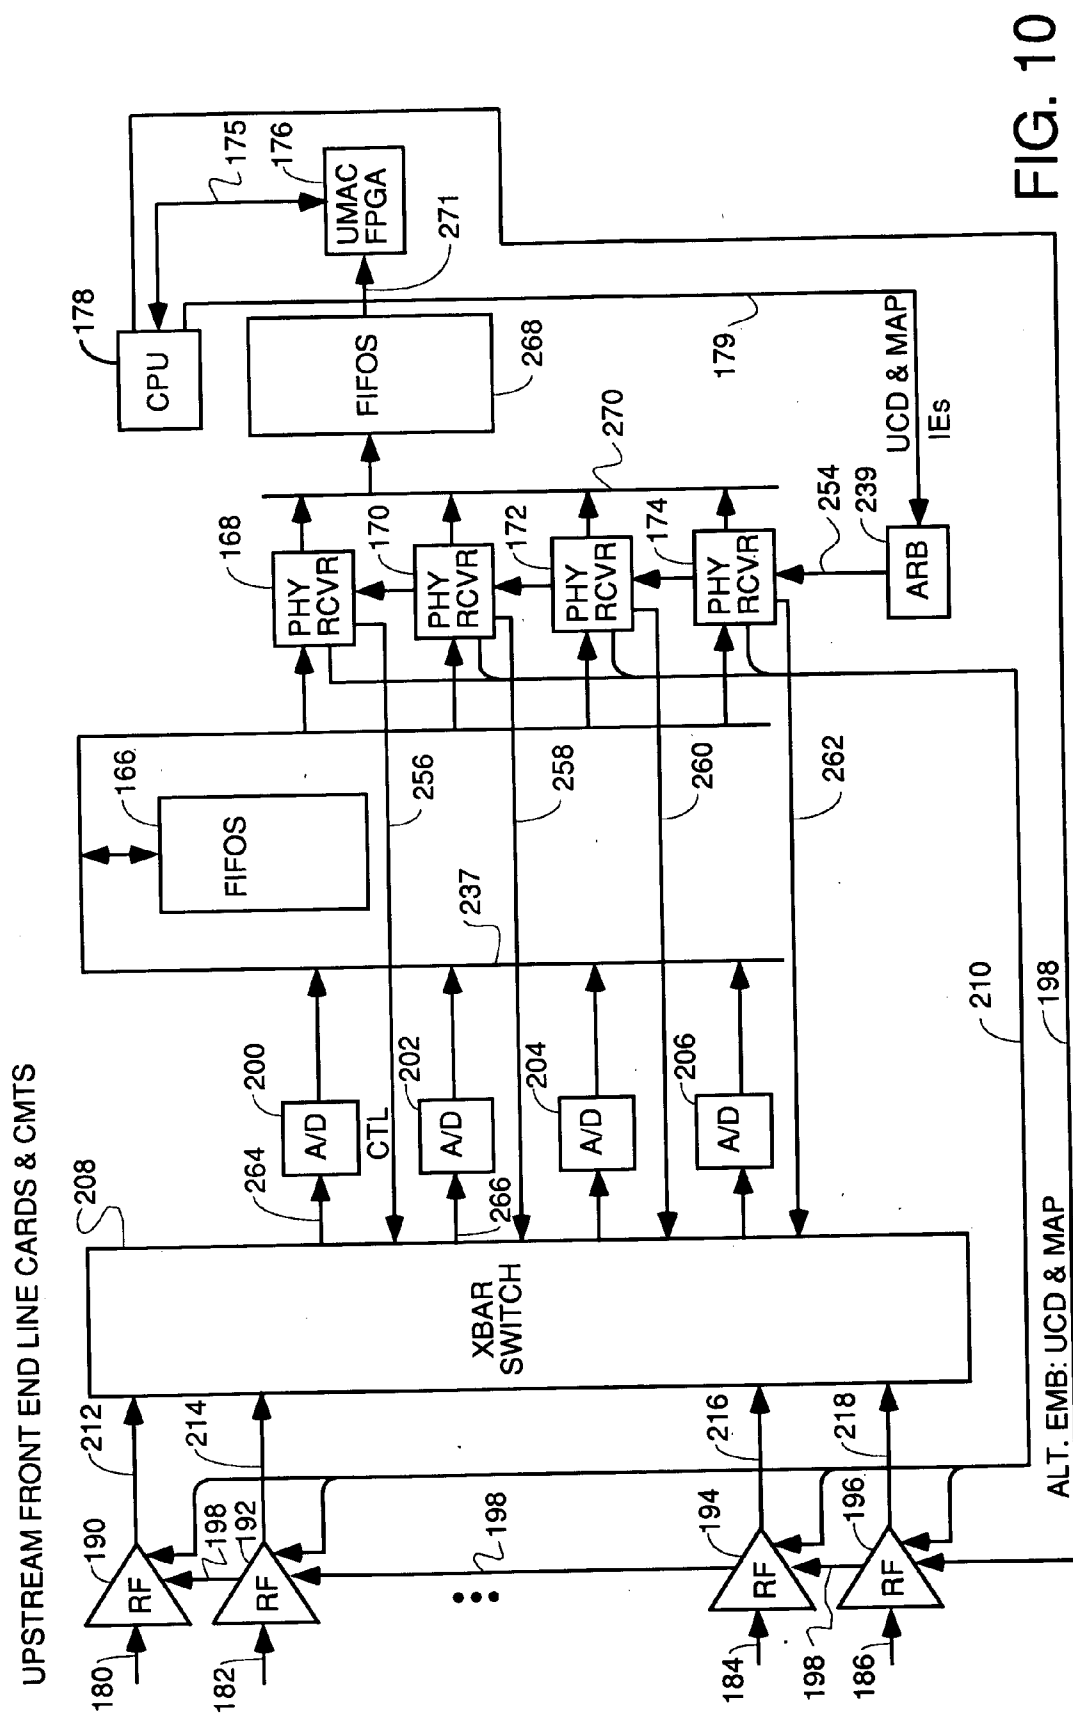 UPSTREAM FRONT END LINE CARDS & CMTS
180
182
184
186
190
192
194
196
198
198
198
RF
RF
RF
RF
212
214
216
218
208
XBAR
SWITCH
264
266
200
202
204
206
A/D
A/D
A/D
A/D
CTL
237
166
FIFOS
256
258
260
262
168
170
172
174
PHY
RCVR
PHY
RCVR
PHY
RCVR
PHY
RCVR
270
FIFOS
268
271
178
CPU
175
176
UMAC
FPGA
179
UCD & MAP
IEs
254
239
ARB
210
198
ALT. EMB: UCD & MAP
FIG. 10